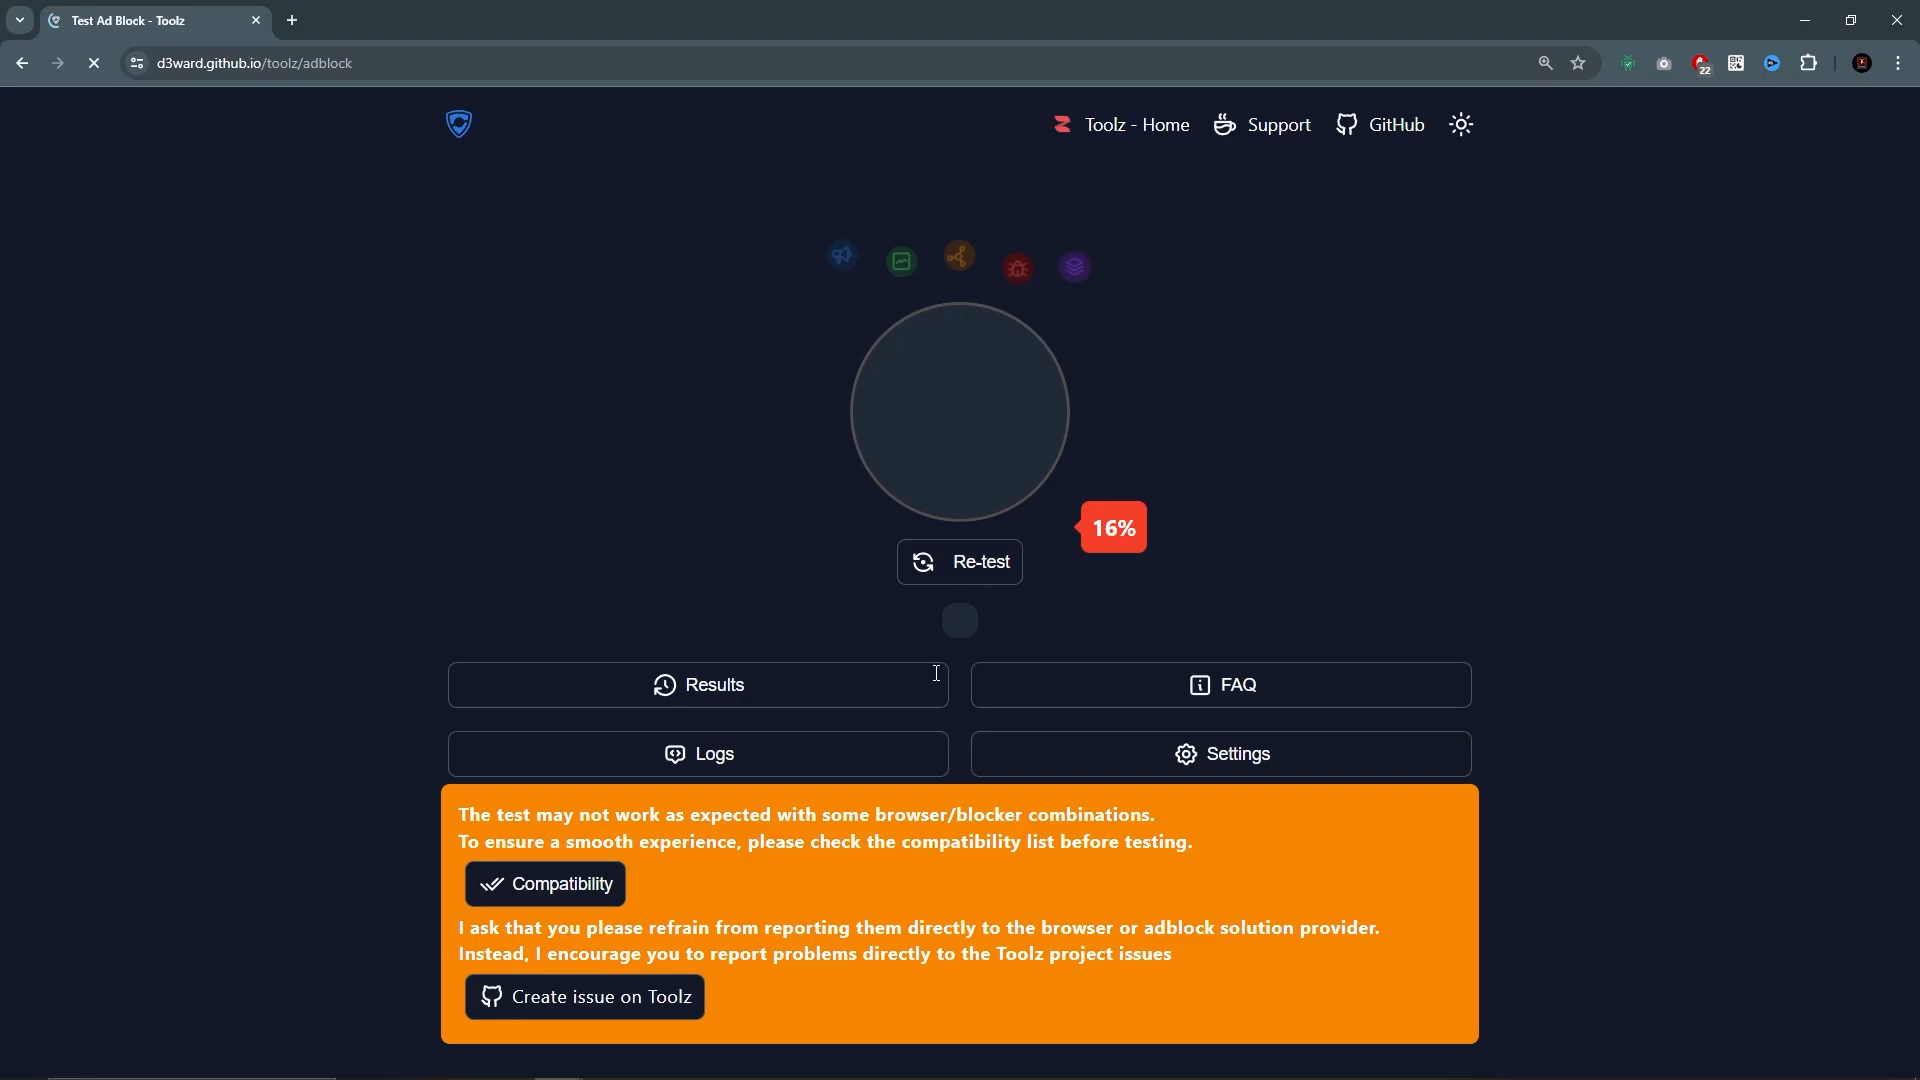 Test Ad Block - Toolz
d3ward.github.io/toolz/adblock
22
Toolz - Home
Support
GitHub
16%
Re-test
Results
FAQ
Logs
Settings
The test may not work as expected with some browser/blocker combinations.
To ensure a smooth experience, please check the compatibility list before testing.
Compatibility
I ask that you please refrain from reporting them directly to the browser or adblock solution provider.
Instead, I encourage you to report problems directly to the Toolz project issues
Create issue on Toolz